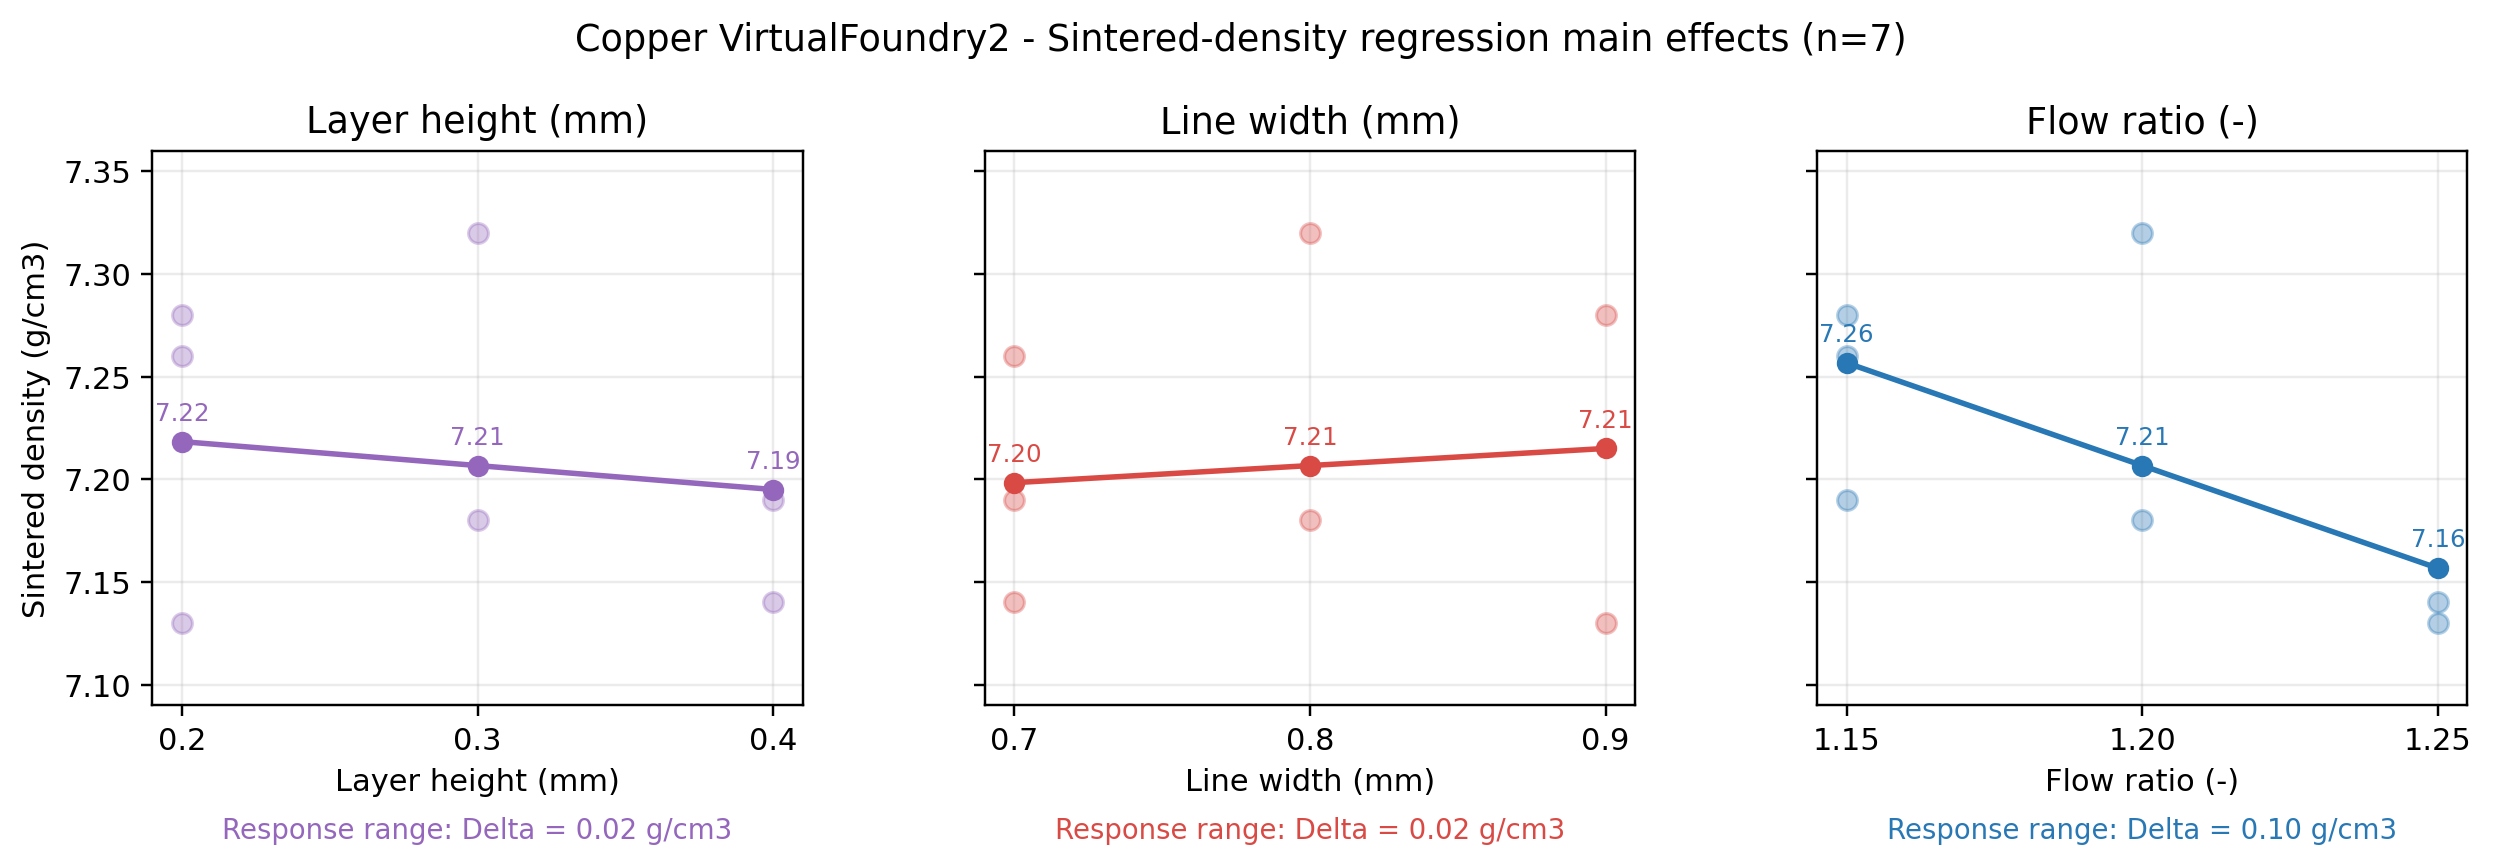 Copper VirtualFoundry2 - Sintered-density regression main effects (n=7)
Layer height (mm)
Line width (mm)
Flow ratio (-)
Sintered density (g/cm3)
7.35
7.30
7.25
7.20
7.15
7.10
7.22
7.21
7.19
0.2
0.3
0.4
Layer height (mm)
Response range: Delta = 0.02 g/cm3
7.20
7.21
7.21
0.7
0.8
0.9
Line width (mm)
Response range: Delta = 0.02 g/cm3
7.26
7.21
7.16
1.15
1.20
1.25
Flow ratio (-)
Response range: Delta = 0.10 g/cm3